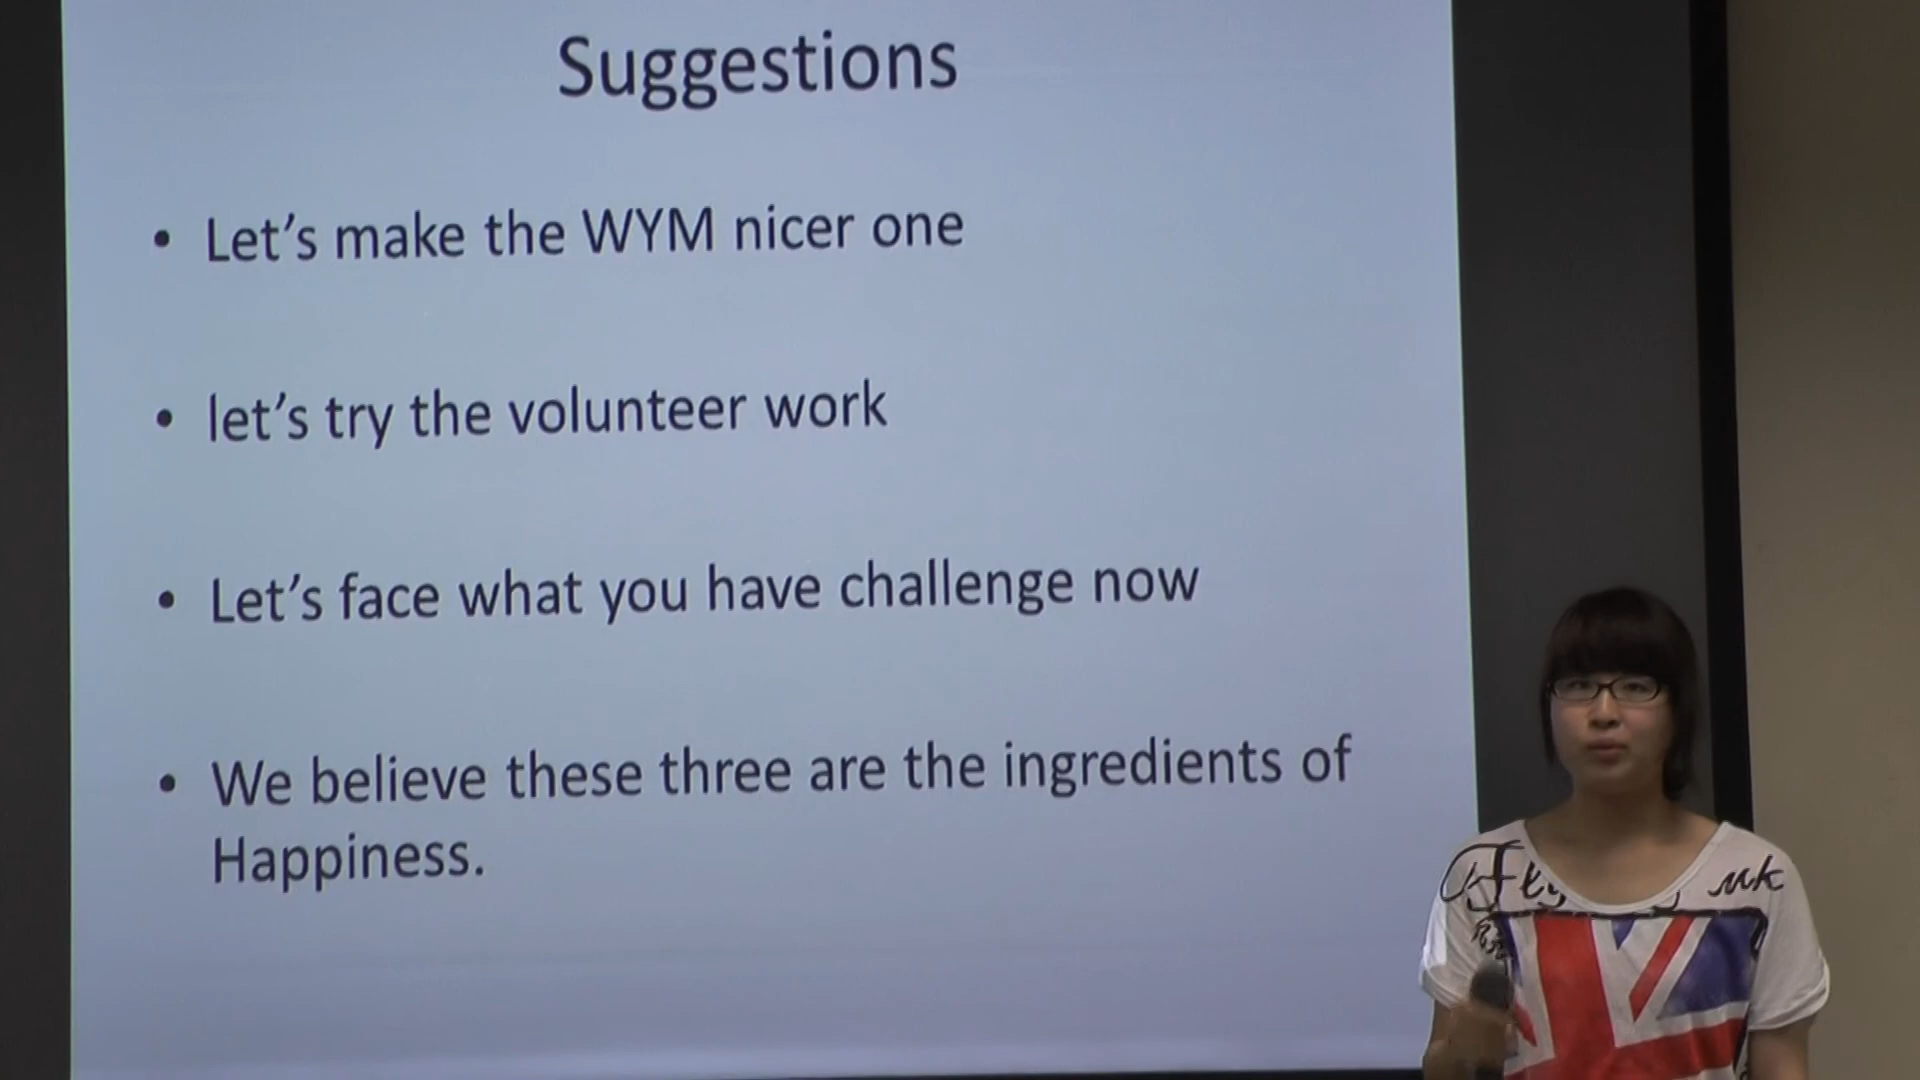 Suggestions
• Let's make the WYM nicer one
• let's try the volunteer work
• Let's face what you have challenge now
• We believe these three are the ingredients of
Happiness.